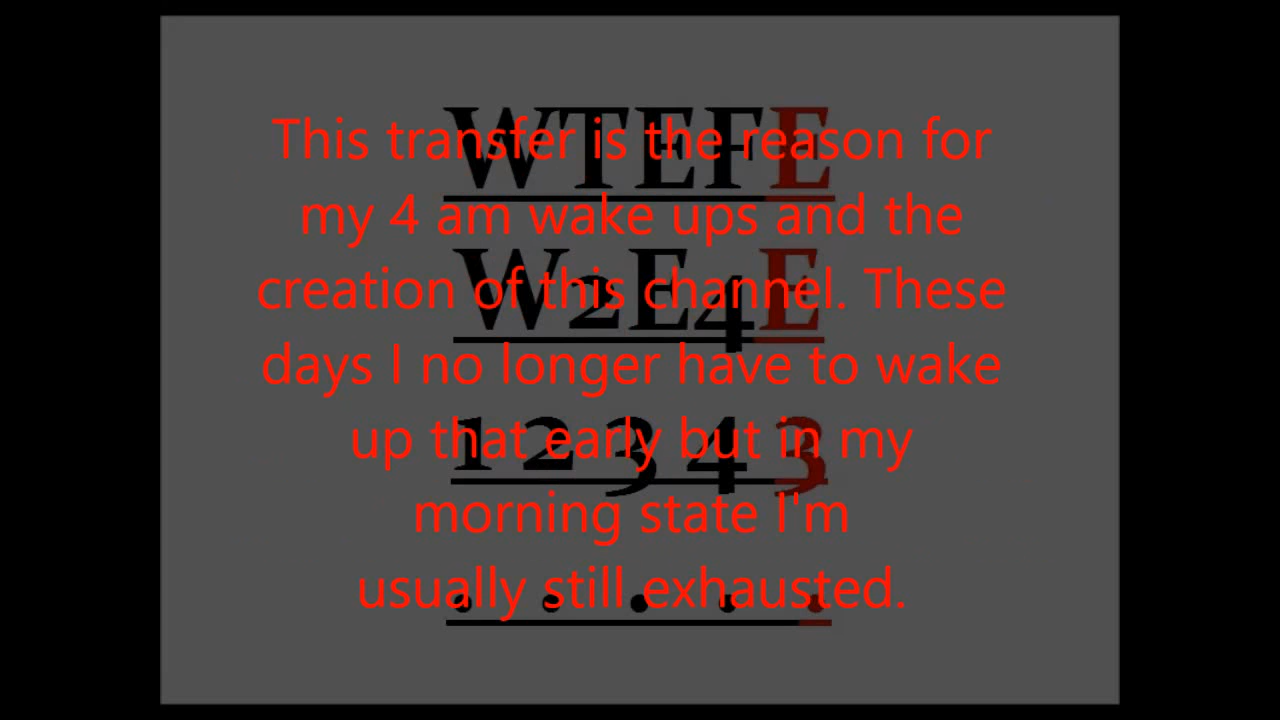 This transfer is the reason for
my 4 am wake ups and the
creation of this channel. These
days I no longer have to wake
up that early but in my
morning state I'm
usually still exhausted.
WTEFE
W2E4E
12343
. . . . .